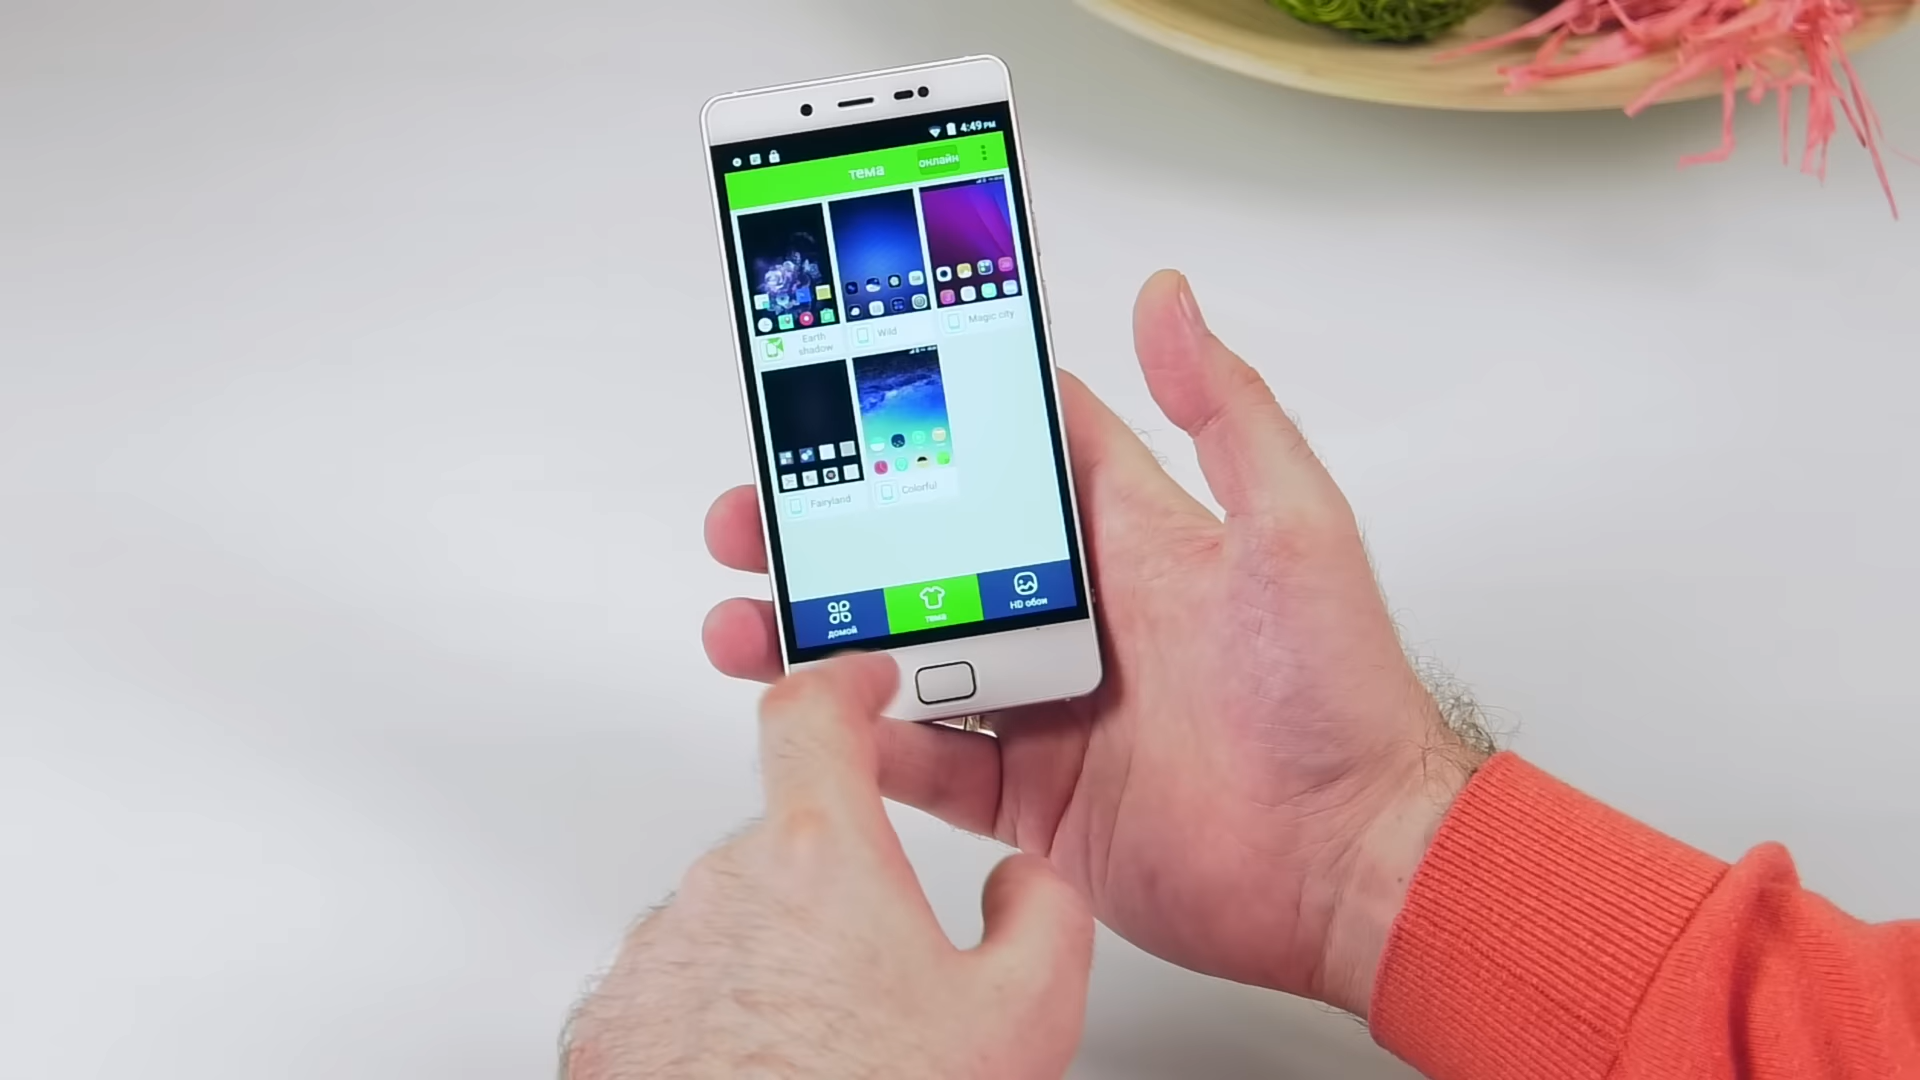 4:49 PM
тема
онлайн
Earth
shadow
Wild
Magic city
Fairyland
Colorful
домой
тема
HD обои